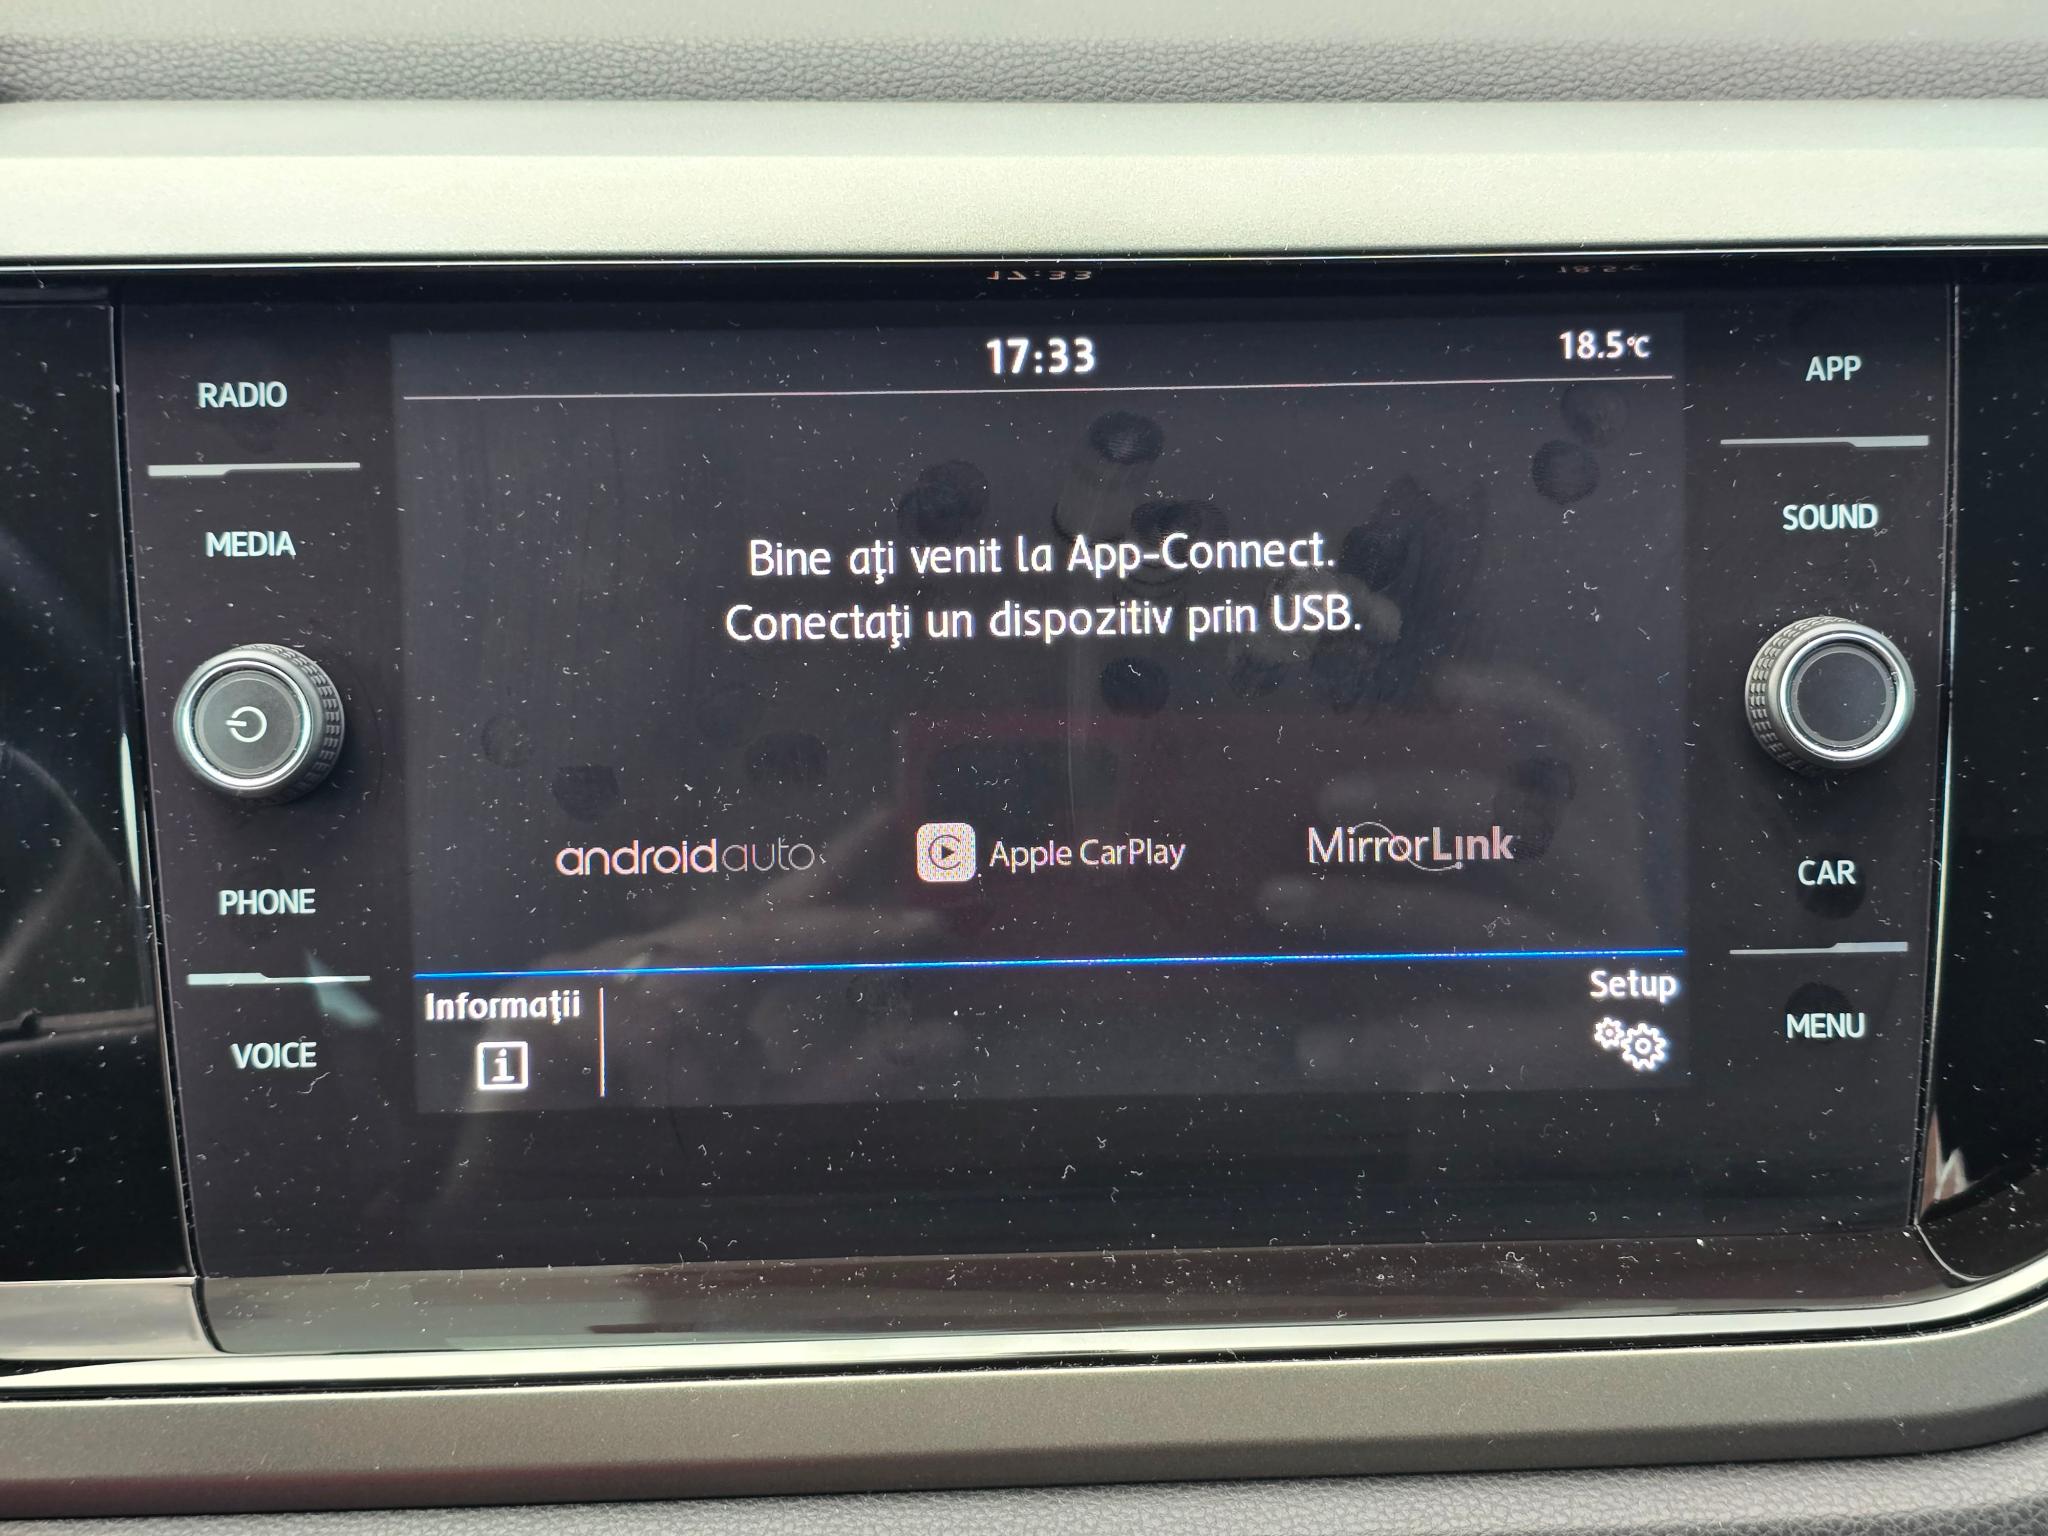 17:33
18.5°C
RADIO
APP
MEDIA
SOUND
Bine aţi venit la App-Connect.
Conectaţi un dispozitiv prin USB.
androidauto
Apple CarPlay
MirrorLink
PHONE
CAR
Informaţii
Setup
VOICE
MENU